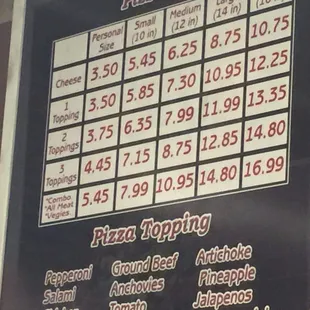 Personal Size Small (10 in) Medium (12 in) (14 in)
Cheese 3.50 5.45 6.25 8.75 10.75
1 Topping 3.50 5.85 7.30 10.95 12.25
2 Toppings 3.75 6.35 7.99 11.99 13.35
3 Toppings 4.45 7.15 8.75 12.85 14.80
*Combo. *All Meat *Vegies. 5.45 7.99 10.95 14.80 16.99
Pizza Topping
Pepperoni Ground Beef Artichoke
Salami Anchovies Pineapple
Tomato Jalapenos